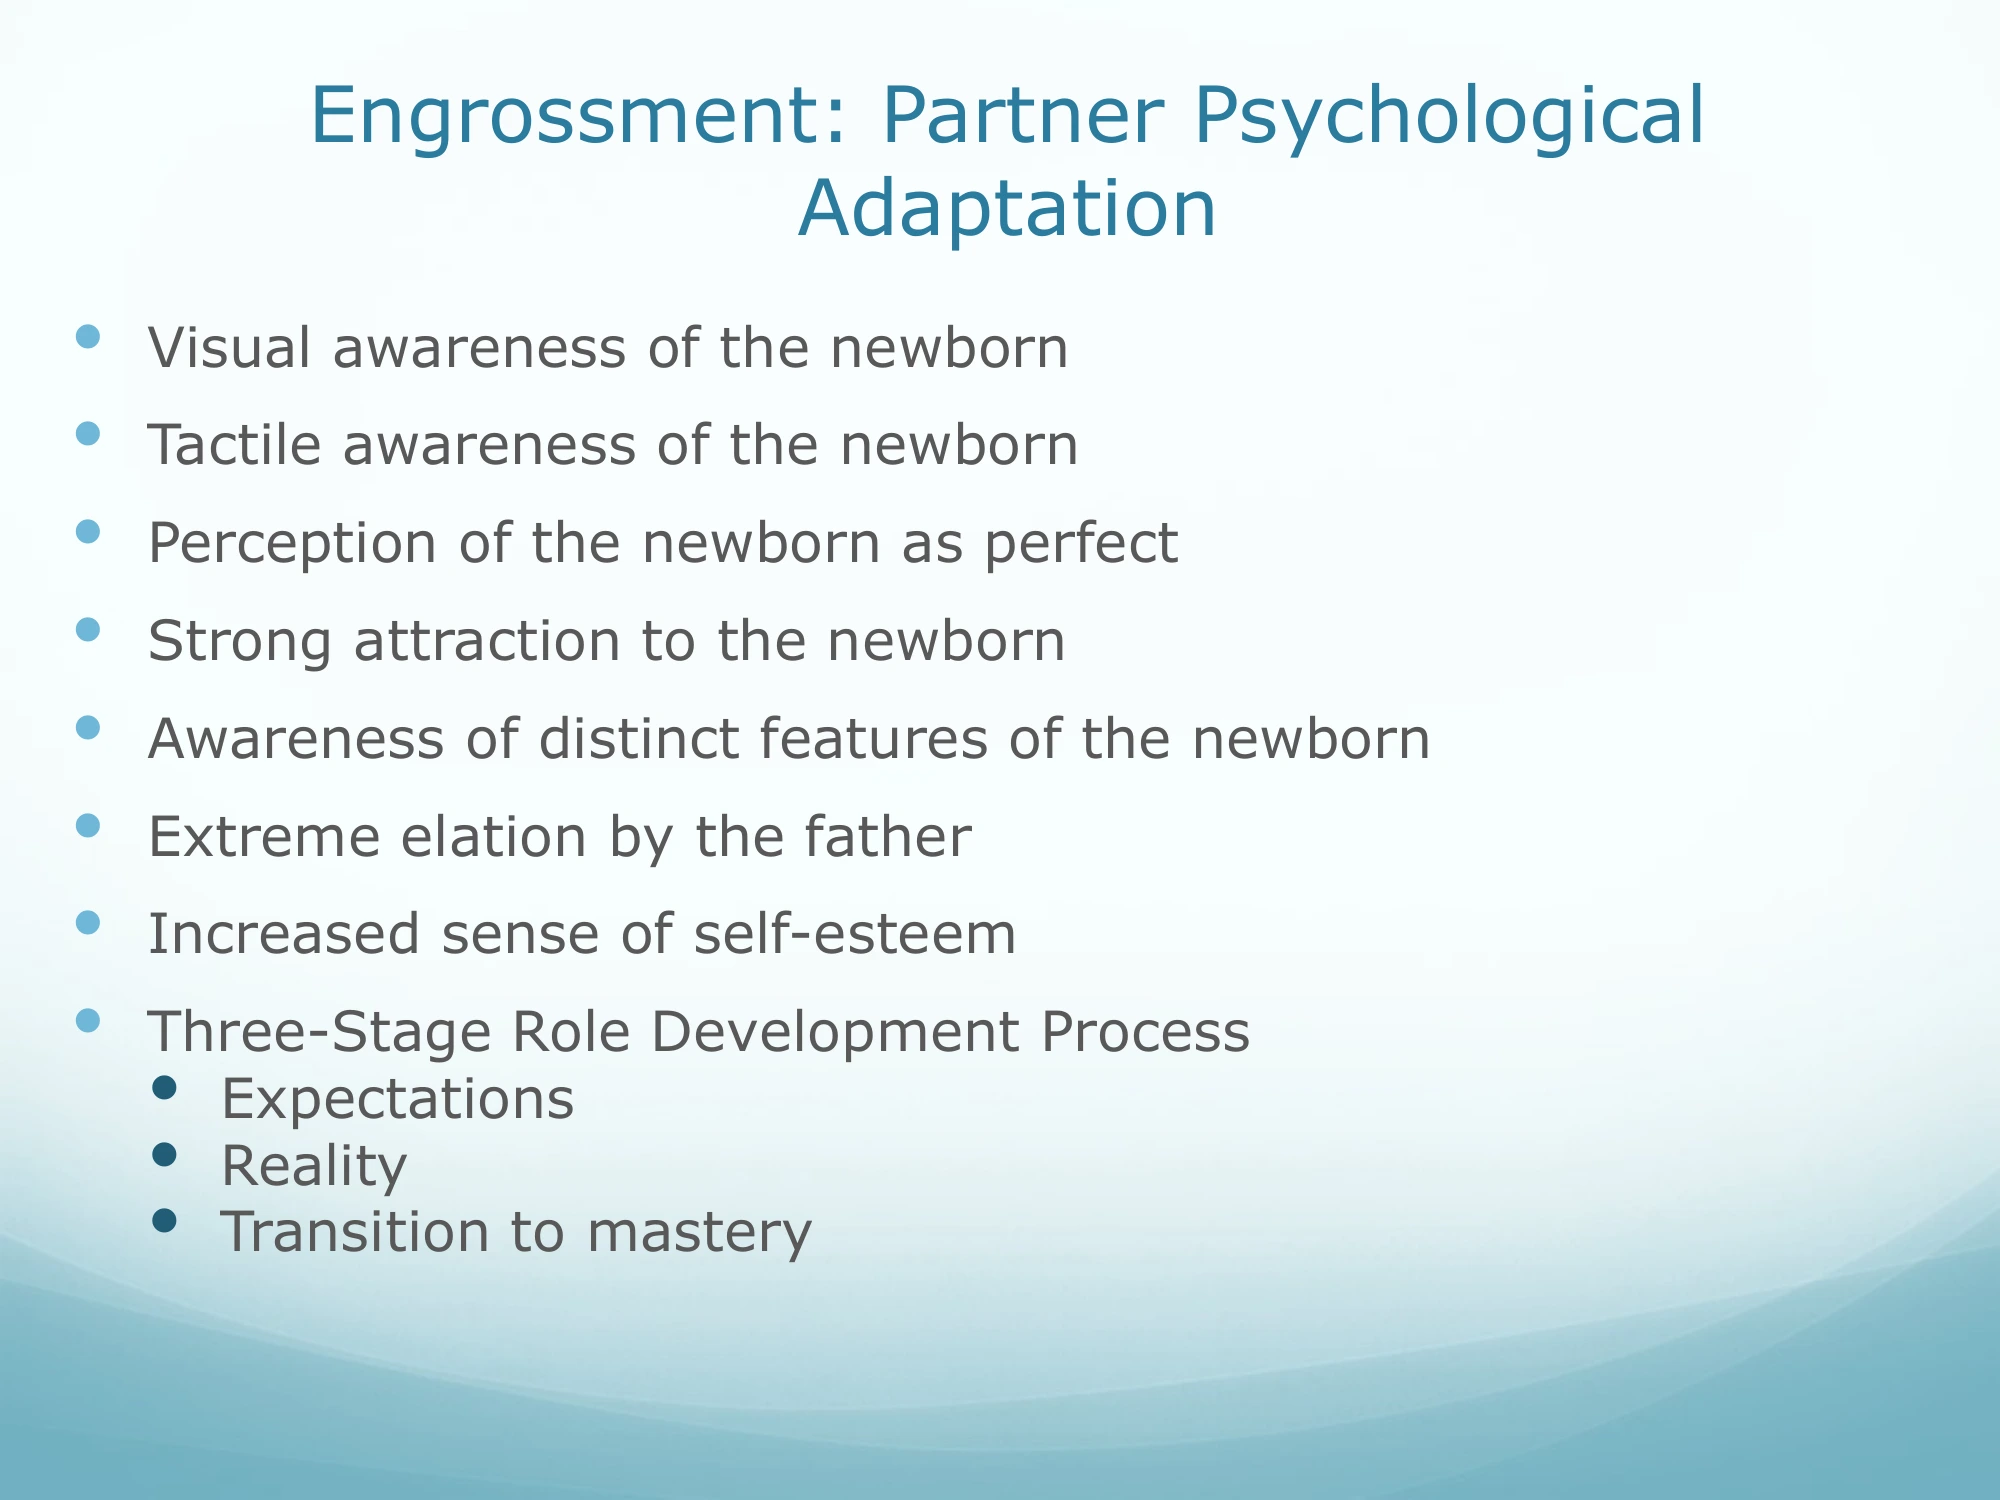 Engrossment: Partner Psychological
Adaptation
• Visual awareness of the newborn
• Tactile awareness of the newborn
• Perception of the newborn as perfect
• Strong attraction to the newborn
• Awareness of distinct features of the newborn
• Extreme elation by the father
• Increased sense of self-esteem
• Three-Stage Role Development Process
• Expectations
• Reality
• Transition to mastery